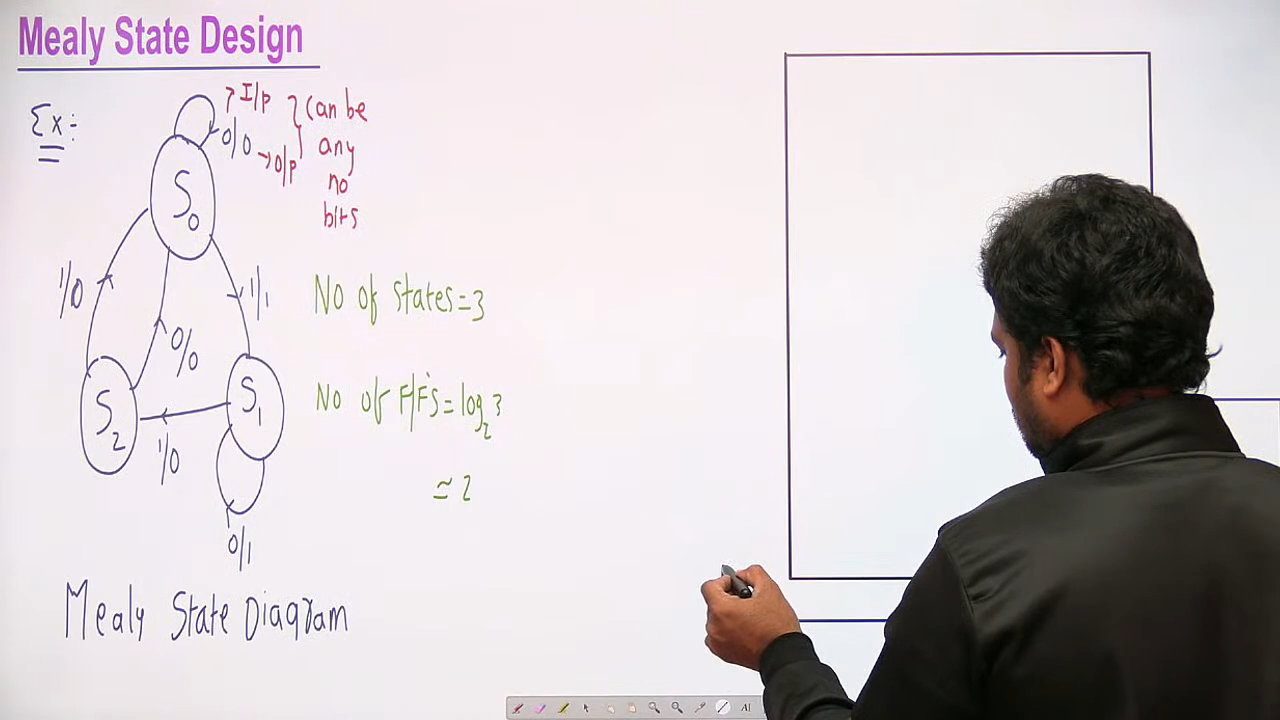 Mealy State Design
Ex:-
I/p
0/0
o/p
Can be
any
no
bits
S0
1/0
1/1
0/0
S2
S1
1/0
0/1
No of states = 3
No of F/F's = log2 3
≃ 2
Mealy State Diagram
AI